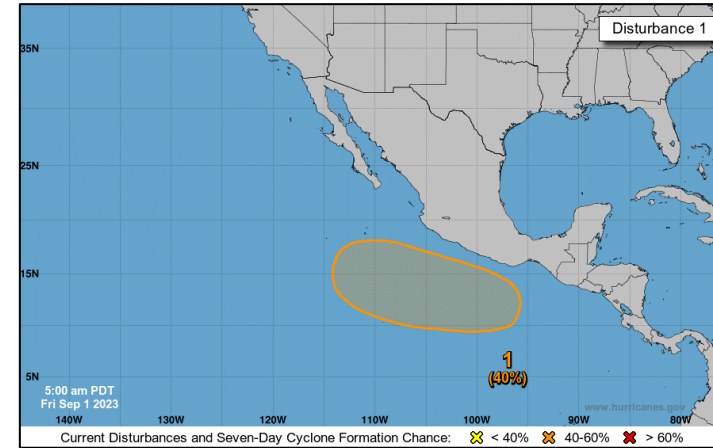 Disturbance 1
35N
25N
15N
5N
1
(40%)
5:00 am PDT
Fri Sep 1 2023
www.hurricanes.gov
140W
130W
120W
110W
100W
90W
80W
Current Disturbances and Seven-Day Cyclone Formation Chance: < 40% 40-60% > 60%